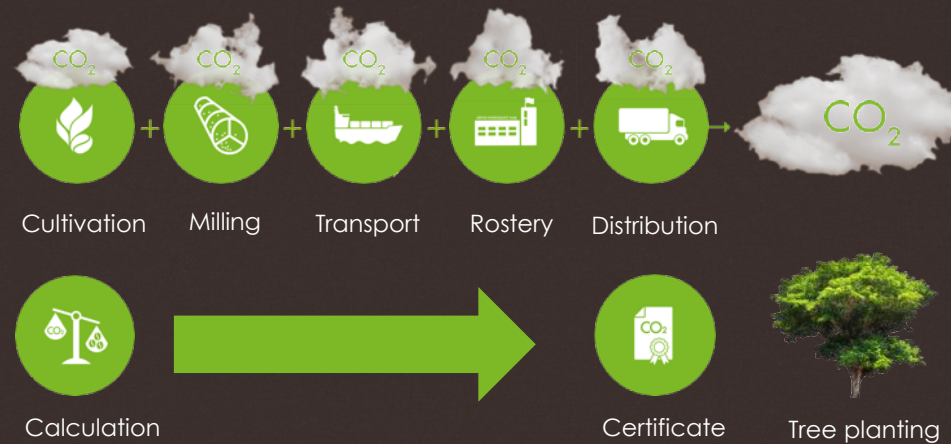 CO2 CO2 CO2 CO2 CO2
CO2
+ + + +
Cultivation Milling Transport Rostery Distribution
CO2 CO2
Calculation Certificate Tree planting